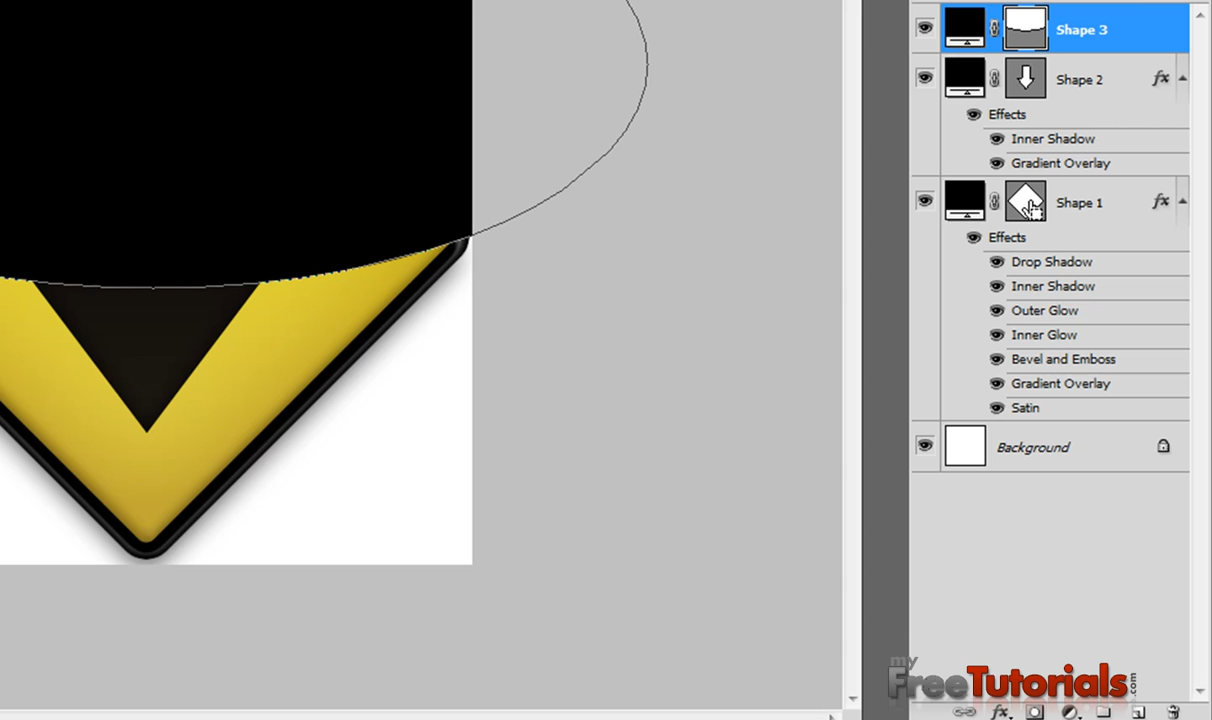 Shape 3
Shape 2
fx
Effects
Inner Shadow
Gradient Overlay
Shape 1
fx
Effects
Drop Shadow
Inner Shadow
Outer Glow
Inner Glow
Bevel and Emboss
Gradient Overlay
Satin
Background
my
FreeTutorials.com
fx